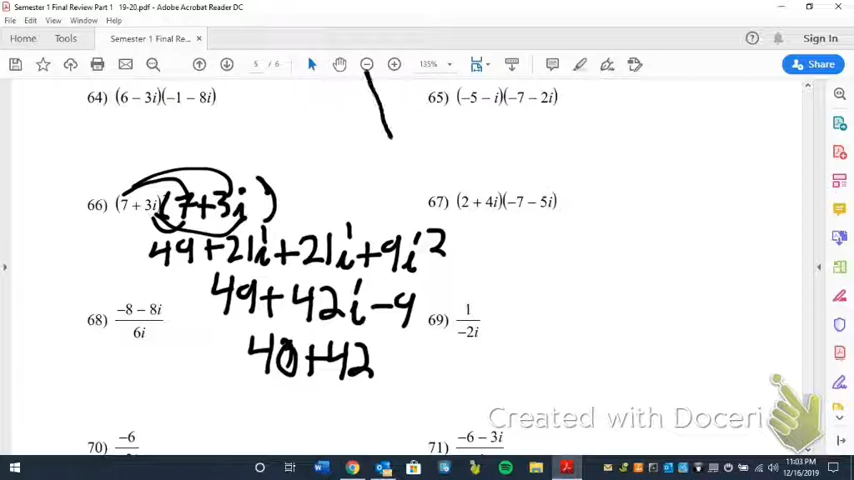 Semester 1 Final Review Part 1 19-20.pdf - Adobe Acrobat Reader DC
File Edit View Window Help
Home Tools Semester 1 Final Re... × Sign In
5 / 6 135% Share
64) (6 − 3i)(−1 − 8i) 65) (−5 − i)(−7 − 2i)
66) (7 + 3i) (7+3i) 67) (2 + 4i)(−7 − 5i)
49+21i+21i+9i2
49+42i-9
68) −8 − 8i / 6i 69) 1 / −2i
40+42
Created with Doceri
70) −6 71) −6 − 3i
11:03 PM
12/16/2019